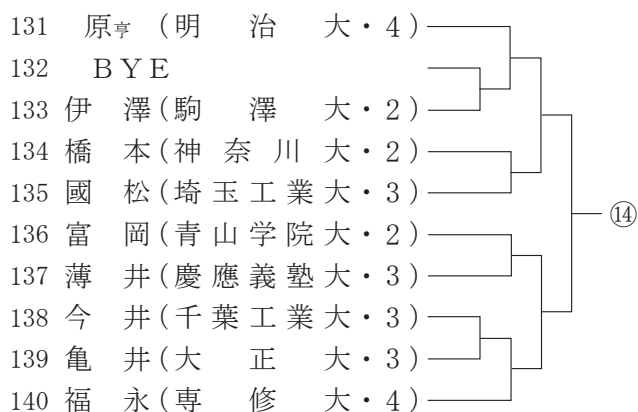 131 原亨 (明治大・4)
132 BYE
133 伊澤(駒澤大・2)
134 橋本(神奈川大・2)
135 國松(埼玉工業大・3)
136 富岡(青山学院大・2)
137 薄井(慶應義塾大・3)
138 今井(千葉工業大・3)
139 亀井(大正大・3)
140 福永(専修大・4)
⑭